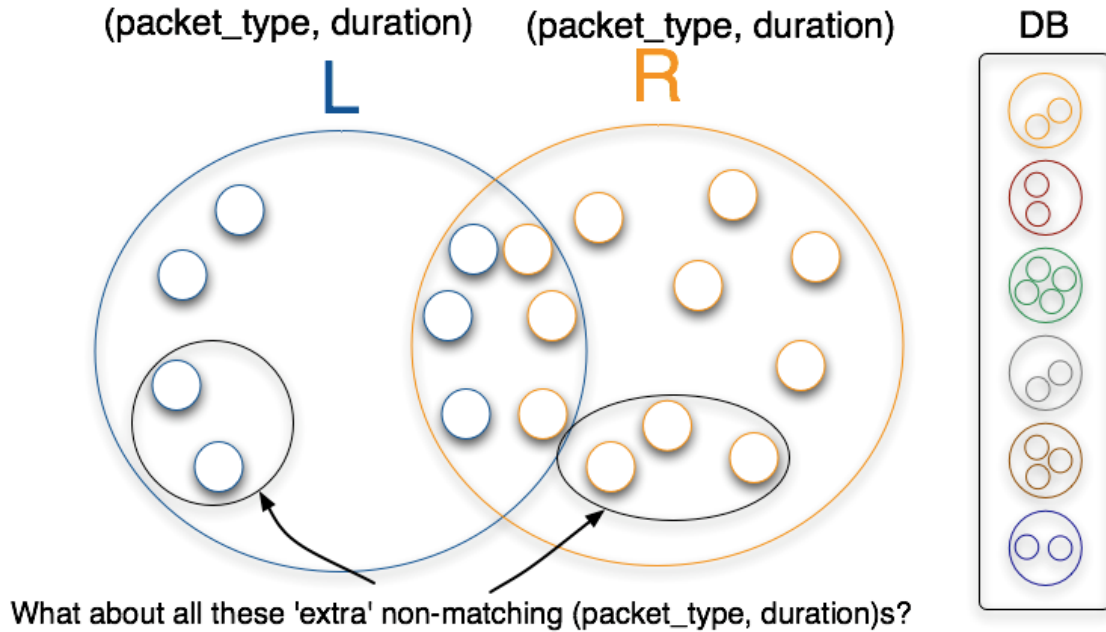 (packet_type, duration) (packet_type, duration) DB
L R
What about all these 'extra' non-matching (packet_type, duration)s?